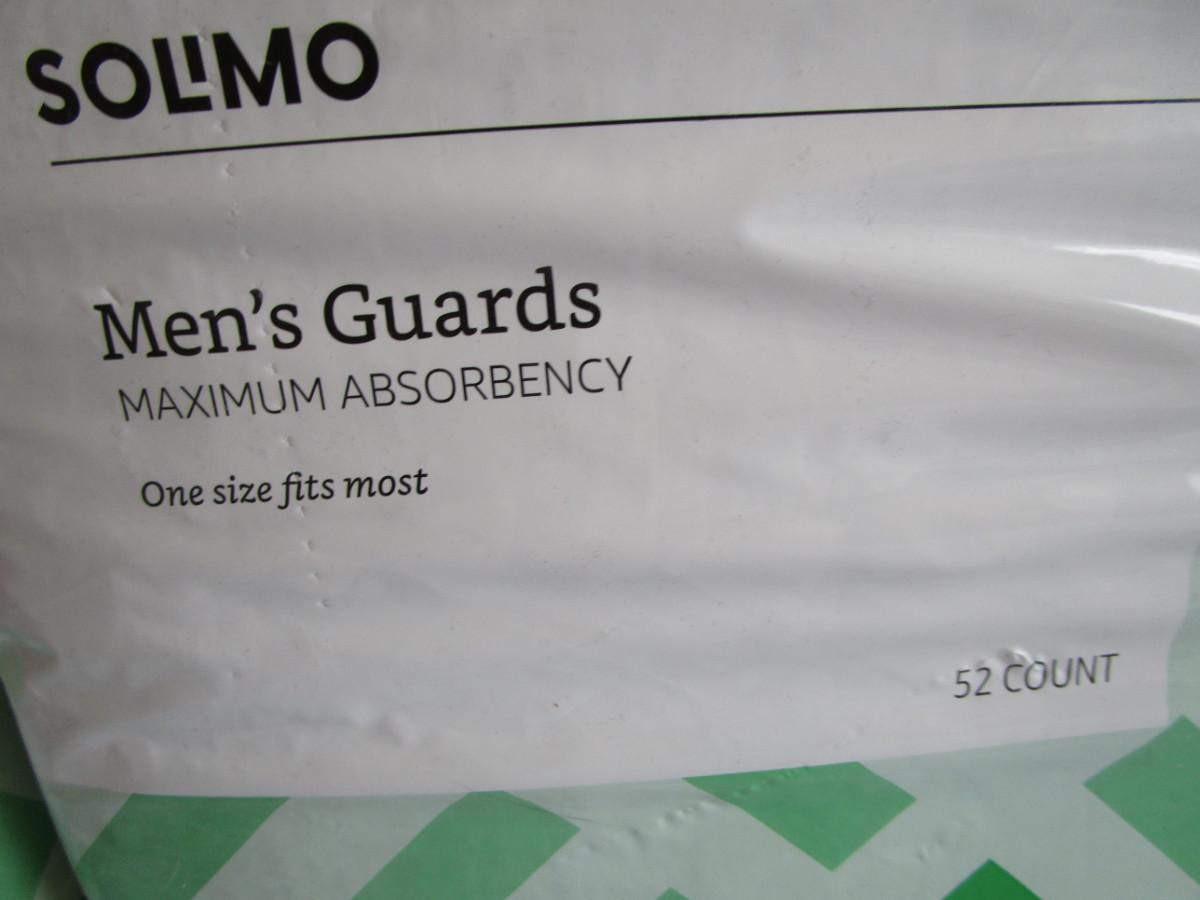 SOLIMO
Men's Guards
MAXIMUM ABSORBENCY
One size fits most
52 COUNT